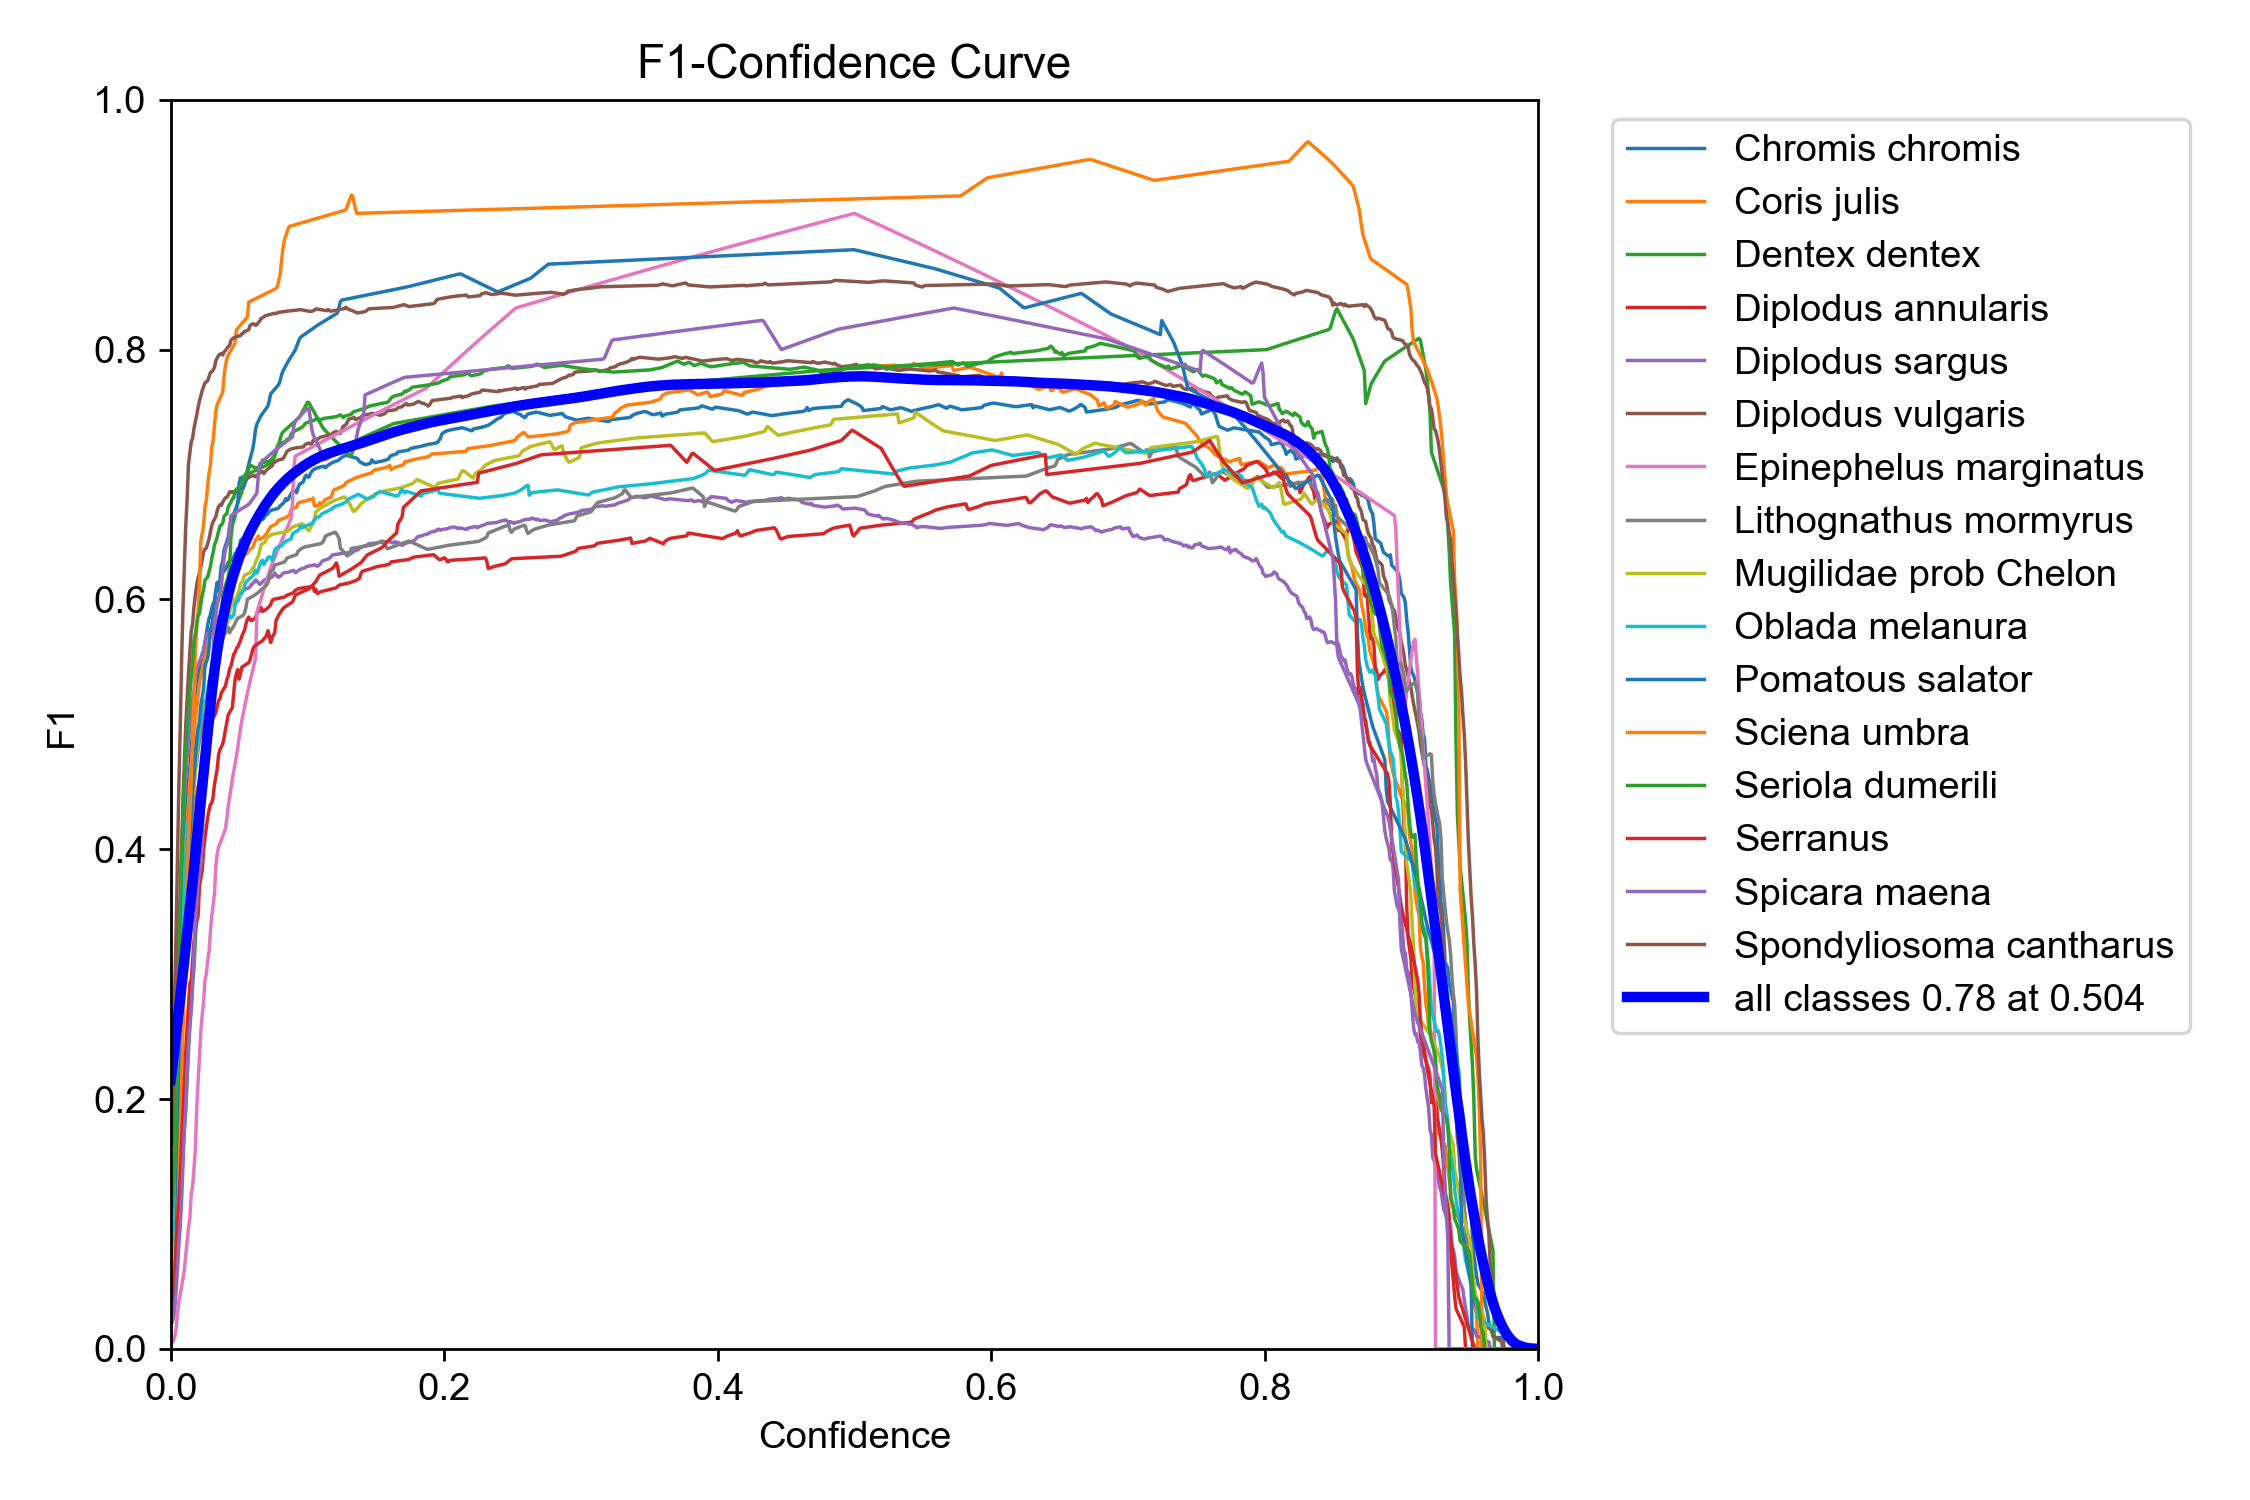 F1-Confidence Curve
1.0
0.8
0.6
0.4
0.2
0.0
F1
0.0 0.2 0.4 0.6 0.8 1.0
Confidence
Chromis chromis
Coris julis
Dentex dentex
Diplodus annularis
Diplodus sargus
Diplodus vulgaris
Epinephelus marginatus
Lithognathus mormyrus
Mugilidae prob Chelon
Oblada melanura
Pomatous salator
Sciena umbra
Seriola dumerili
Serranus
Spicara maena
Spondyliosoma cantharus
all classes 0.78 at 0.504